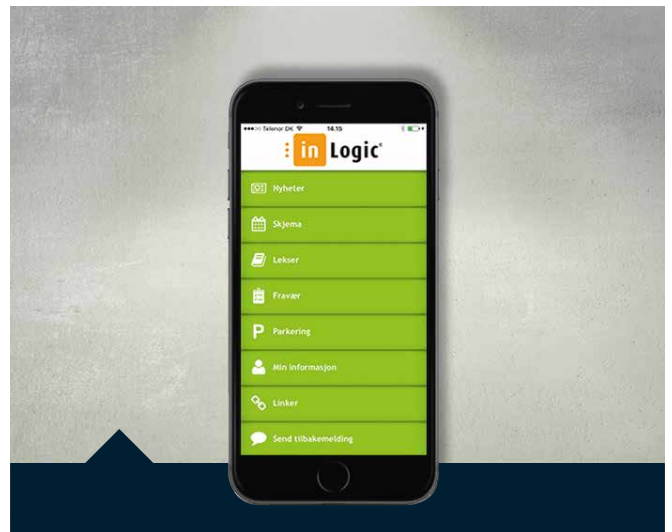 Telenor DK 14.15
in Logic®
Nyheter
Skjema
Lekser
Fravær
Parkering
Min informasjon
Linker
Send tilbakemelding